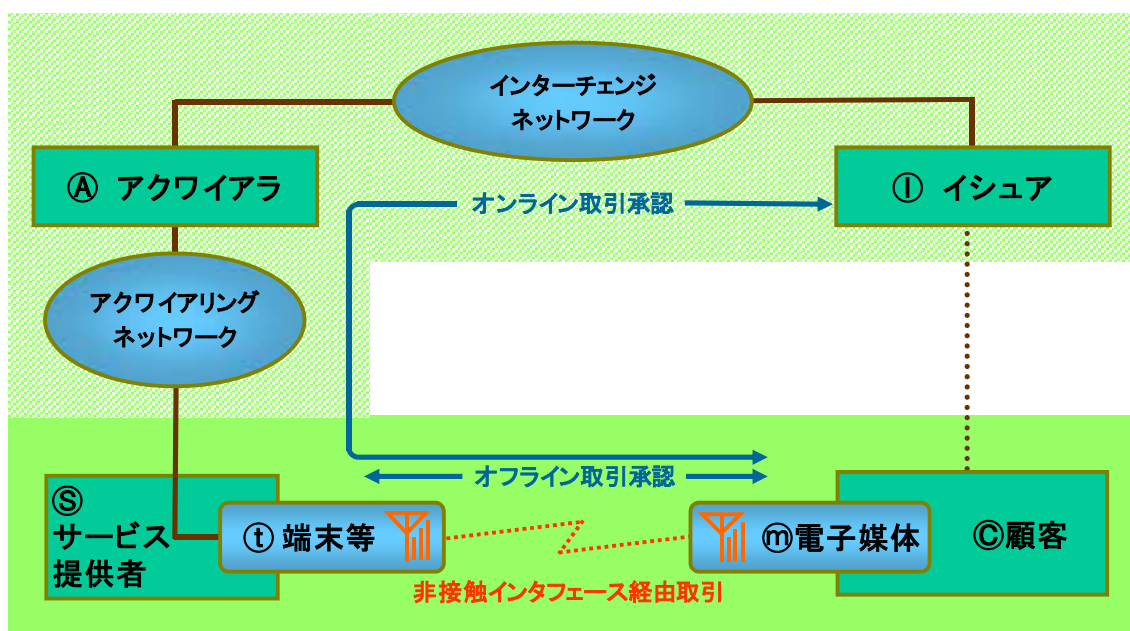 インターチェンジ
ネットワーク
Ⓐ アクワイアラ
Ⓘ イシュア
オンライン取引承認
アクワイアリング
ネットワーク
オフライン取引承認
Ⓢ
サービス
提供者
ⓣ端末等
ⓜ電子媒体
Ⓒ顧客
非接触インタフェース経由取引